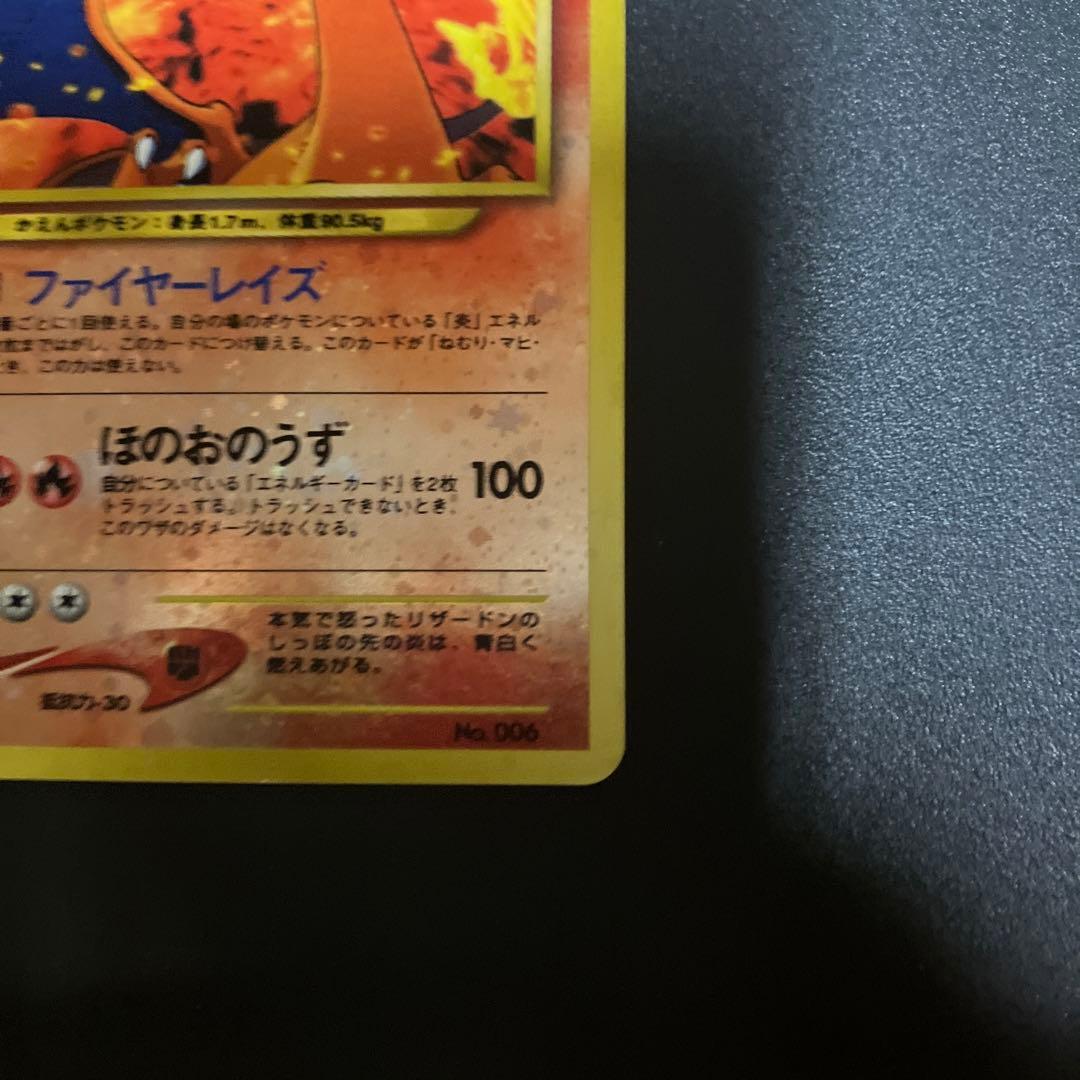 かえんポケモン：身長1.7m、体重90.5kg
ファイヤーレイズ
番ごとに1回使える。自分の場のポケモンについている「炎」エネル
枚まではがし、このカードにつけ替える。このカードが「ねむり・マヒ・
とき、この力は使えない。
ほのおのうず 100
自分についている「エネルギーカード」を2枚
トラッシュする。トラッシュできないとき、
このワザのダメージはなくなる。
本気で怒ったリザードンの
しっぽの先の炎は、青白く
燃えあがる。
抵抗力-30
No. 006